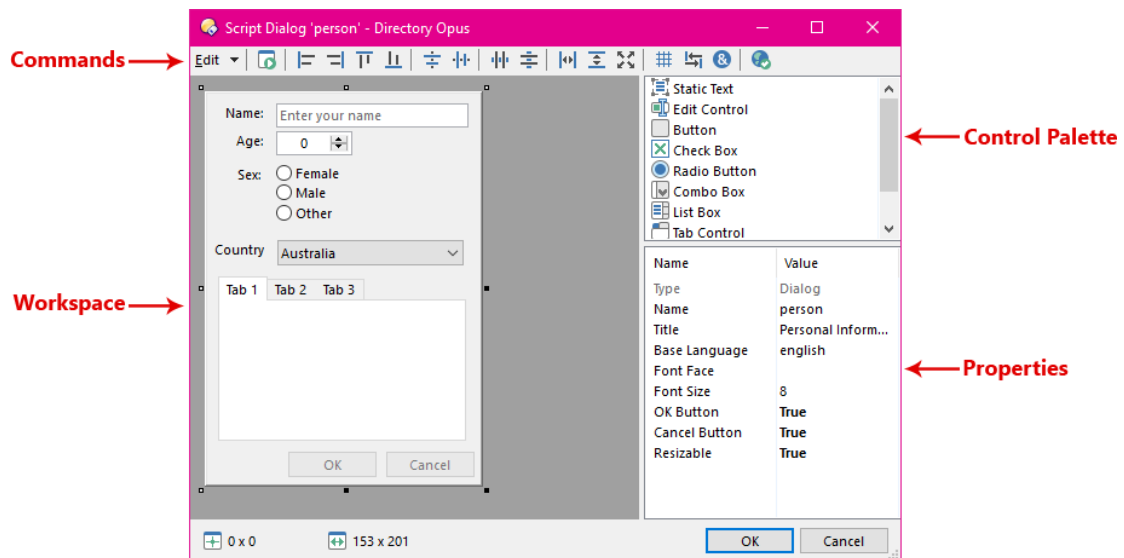 Script Dialog 'person' - Directory Opus
Commands
Edit
Name: Enter your name
Age: 0
Sex: Female
Male
Other
Country Australia
Tab 1 Tab 2 Tab 3
OK Cancel
Workspace
Static Text
Edit Control
Button
Check Box
Radio Button
Combo Box
List Box
Tab Control
Control Palette
Name Value
Type Dialog
Name person
Title Personal Inform...
Base Language english
Font Face
Font Size 8
OK Button True
Cancel Button True
Resizable True
Properties
0 x 0 153 x 201
OK Cancel